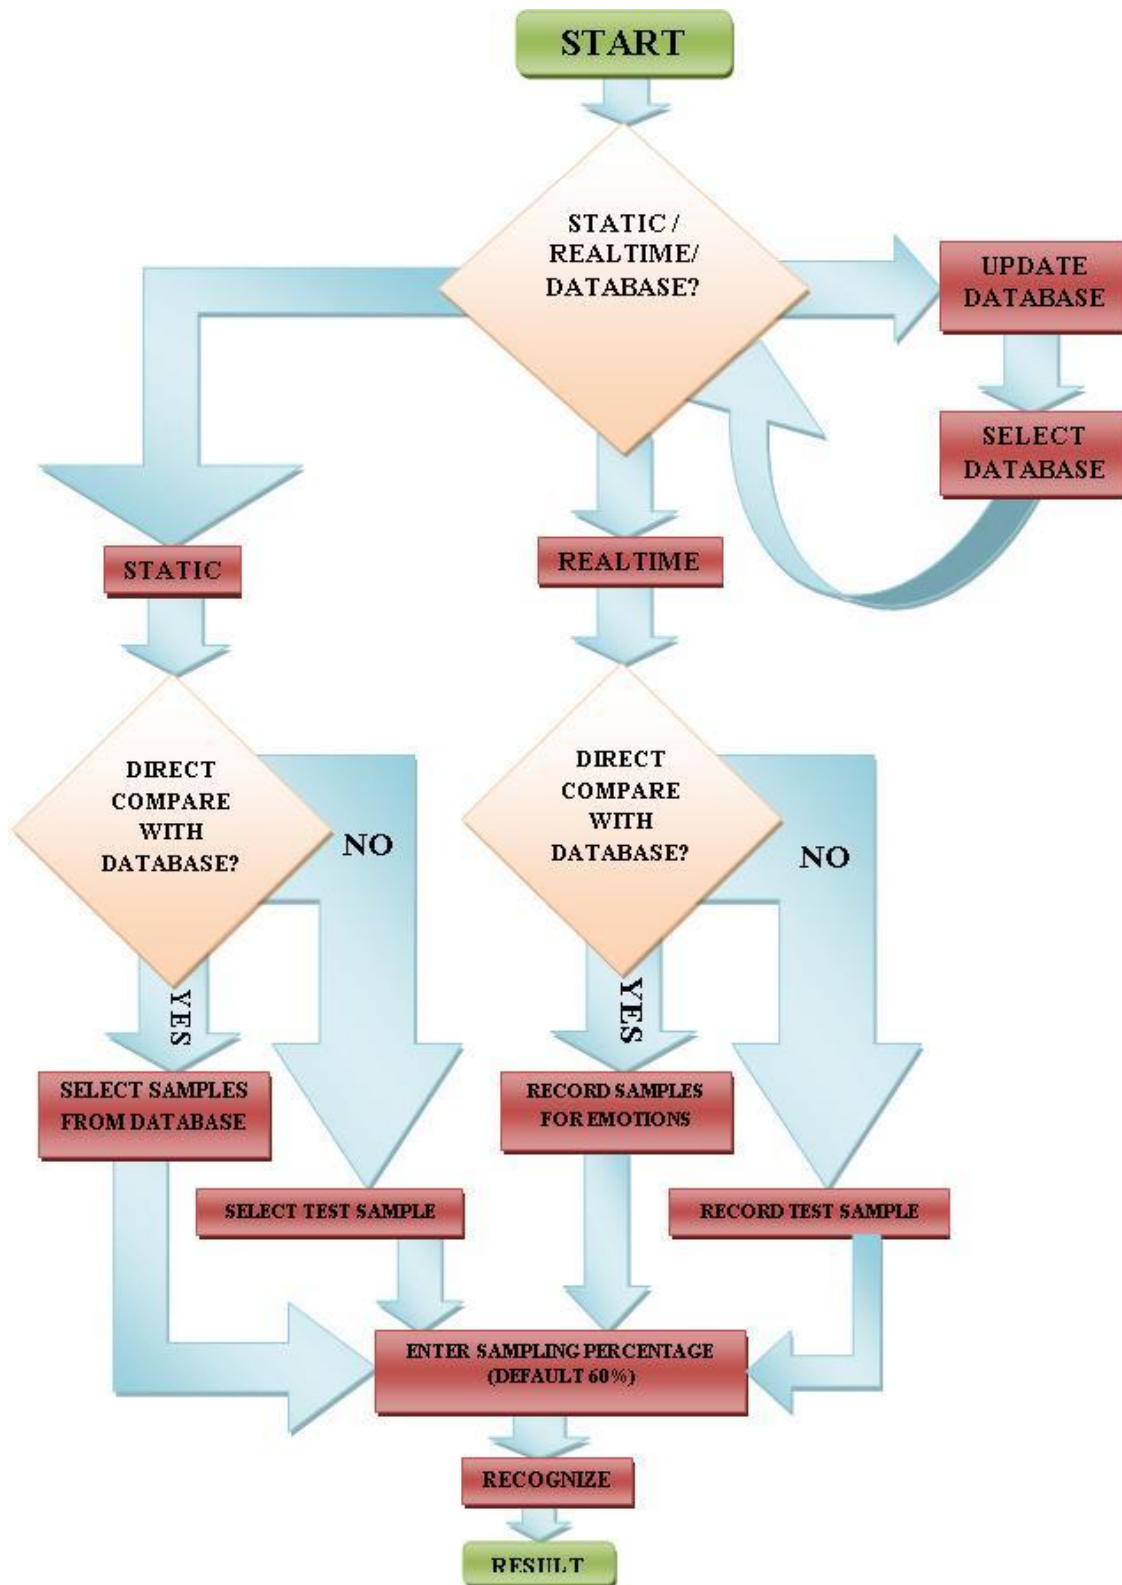 START
STATIC /
REALTIME/
DATABASE?
UPDATE
DATABASE
SELECT
DATABASE
STATIC
REALTIME
DIRECT
COMPARE
WITH
DATABASE?
NO
YES
DIRECT
COMPARE
WITH
DATABASE?
NO
YES
SELECT SAMPLES
FROM DATABASE
RECORD SAMPLES
FOR EMOTIONS
SELECT TEST SAMPLE
RECORD TEST SAMPLE
ENTER SAMPLING PERCENTAGE
(DEFAULT 60%)
RECOGNIZE
RESULT